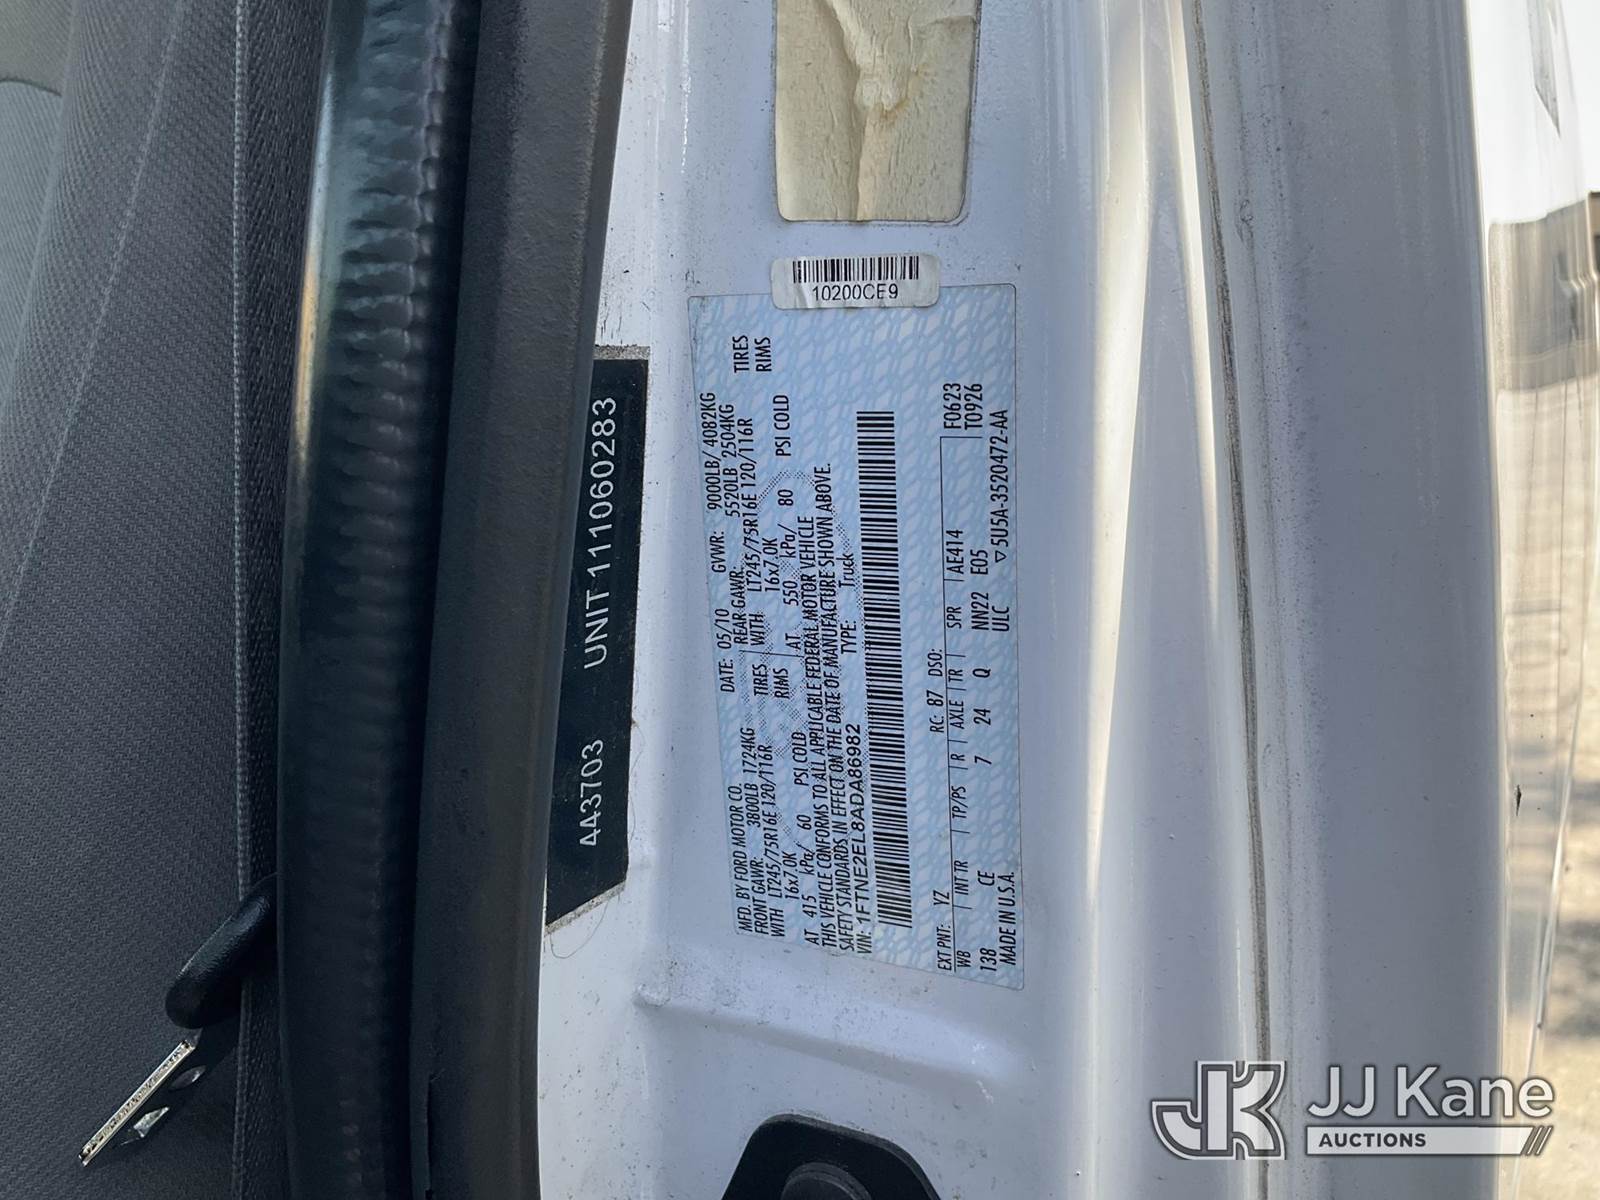 10200CE9
443703 UNIT 111060283
MFD. BY FORD MOTOR CO.
DATE: 05/10 GVWR: 9000LB/ 4082KG
FRONT GAWR: 3800LB 1724KG REAR GAWR: 5520LB 2504KG
WITH LT245/75R16E 120/116R TIRES WITH LT245/75R16E 120/116R TIRES
16x7.0K RIMS 16x7.0K RIMS
AT 415 kPa/ 60 PSI COLD AT 550 kPa/ 80 PSI COLD
THIS VEHICLE CONFORMS TO ALL APPLICABLE FEDERAL MOTOR VEHICLE
SAFETY STANDARDS IN EFFECT ON THE DATE OF MANUFACTURE SHOWN ABOVE.
VIN: 1FTNE2EL8ADA86982 TYPE: Truck
EXT PNT: YZ RC: 87 DSO: F0623
WB INT TR TP/PS R AXLE TR SPR AE414 T0926
138 CE 7 24 Q NN22 E05
MADE IN U.S.A. ULC ▽5U5A-3520472-AA
JJ Kane
AUCTIONS